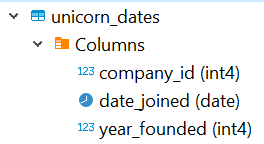 unicorn_dates
Columns
123 company_id (int4)
date_joined (date)
123 year_founded (int4)